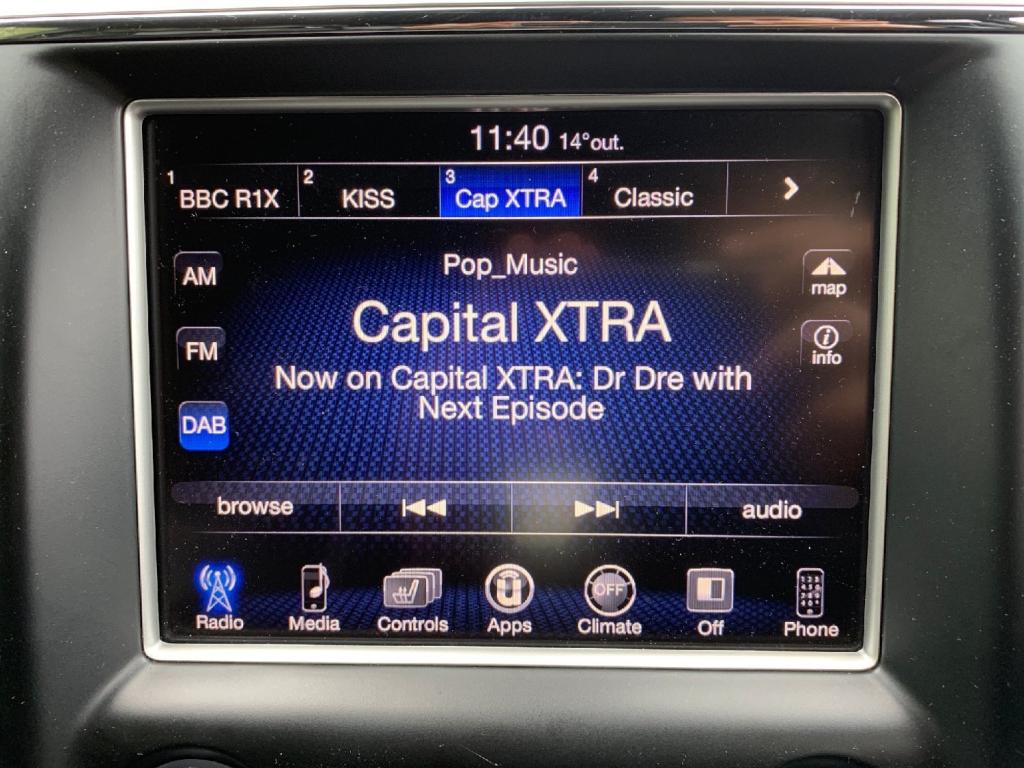 11:40 14°out.
1 BBC R1X 2 KISS 3 Cap XTRA 4 Classic
Pop_Music
AM
map
Capital XTRA
FM
info
Now on Capital XTRA: Dr Dre with
Next Episode
DAB
browse audio
OFF
Radio Media Controls Apps Climate Off Phone